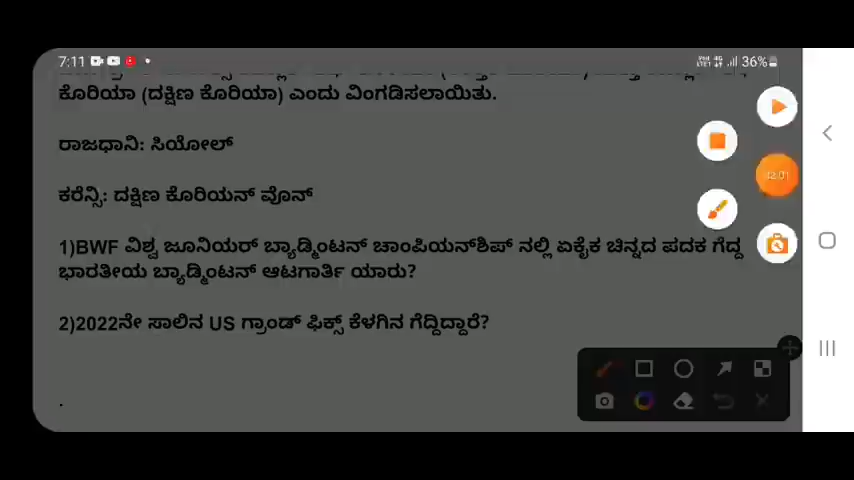 7:11 36%
ಕೊರಿಯಾ (ದಕ್ಷಿಣ ಕೊರಿಯಾ) ಎಂದು ವಿಂಗಡಿಸಲಾಯಿತು.
ರಾಜಧಾನಿ: ಸಿಯೋಲ್
ಕರೆನ್ಸಿ: ದಕ್ಷಿಣ ಕೊರಿಯನ್ ವೊನ್
1)BWF ವಿಶ್ವ ಜೂನಿಯರ್ ಬ್ಯಾಡ್ಮಿಂಟನ್ ಚಾಂಪಿಯನ್‌ಶಿಪ್ ನಲ್ಲಿ ಏಕೈಕ ಚಿನ್ನದ ಪದಕ ಗೆದ್ದ
ಭಾರತೀಯ ಬ್ಯಾಡ್ಮಿಂಟನ್ ಆಟಗಾರ್ತಿ ಯಾರು?
2)2022ನೇ ಸಾಲಿನ US ಗ್ರಾಂಡ್ ಫಿಕ್ಸ್ ಕೆಳಗಿನ ಗೆದ್ದಿದ್ದಾರೆ?
.